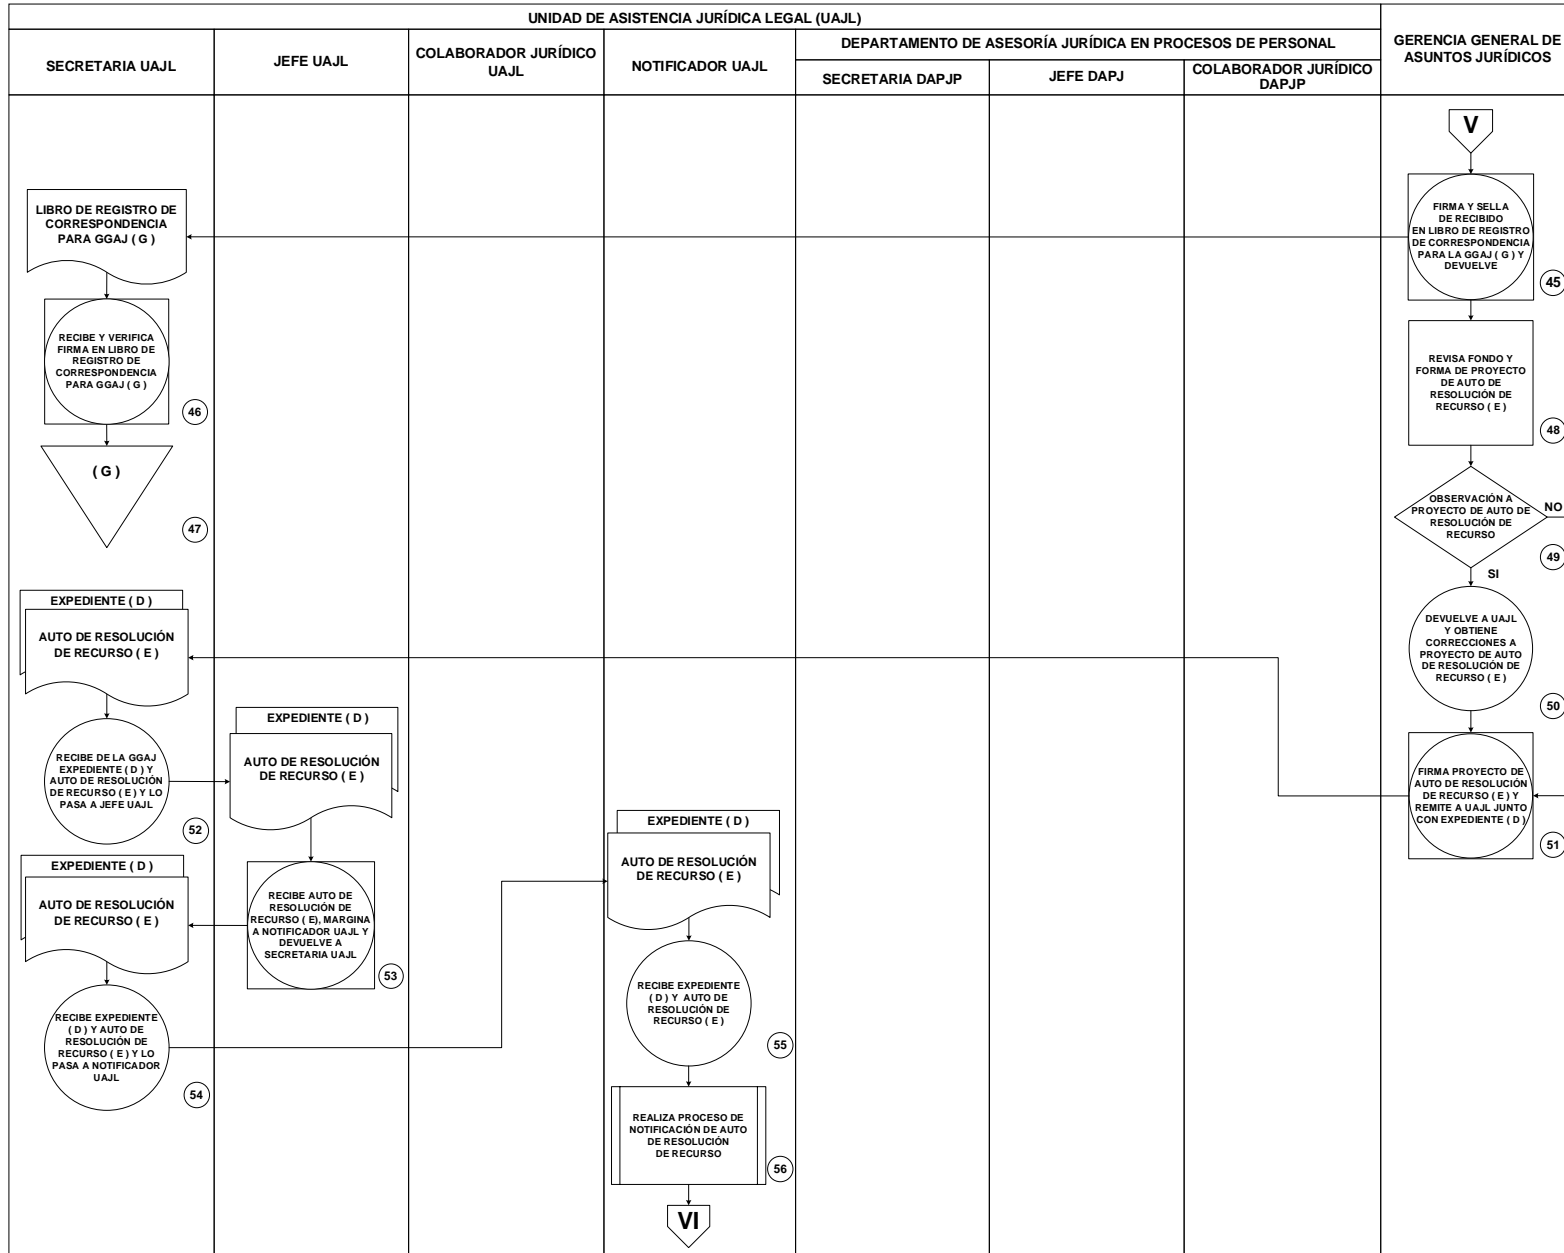 UNIDAD DE ASISTENCIA JURÍDICA LEGAL (UAJL)
GERENCIA GENERAL DE
ASUNTOS JURÍDICOS
SECRETARIA UAJL
JEFE UAJL
COLABORADOR JURÍDICO
UAJL
NOTIFICADOR UAJL
DEPARTAMENTO DE ASESORÍA JURÍDICA EN PROCESOS DE PERSONAL
SECRETARIA DAPJP
JEFE DAPJ
COLABORADOR JURÍDICO
DAPJP
V
FIRMA Y SELLA
DE RECIBIDO
EN LIBRO DE REGISTRO
DE CORRESPONDENCIA
PARA LA GGAJ ( G ) Y
DEVUELVE
45
LIBRO DE REGISTRO DE
CORRESPONDENCIA
PARA GGAJ ( G )
RECIBE Y VERIFICA
FIRMA EN LIBRO DE
REGISTRO DE
CORRESPONDENCIA
PARA GGAJ ( G )
46
( G )
47
REVISA FONDO Y
FORMA DE PROYECTO
DE AUTO DE
RESOLUCIÓN DE
RECURSO ( E )
48
OBSERVACIÓN A
PROYECTO DE AUTO DE
RESOLUCIÓN DE
RECURSO
NO
49
SI
DEVUELVE A UAJL
Y OBTIENE
CORRECCIONES A
PROYECTO DE AUTO
DE RESOLUCIÓN DE
RECURSO ( E )
50
FIRMA PROYECTO DE
AUTO DE RESOLUCIÓN
DE RECURSO ( E ) Y
REMITE A UAJL JUNTO
CON EXPEDIENTE ( D )
51
EXPEDIENTE ( D )
AUTO DE RESOLUCIÓN
DE RECURSO ( E )
RECIBE DE LA GGAJ
EXPEDIENTE ( D ) Y
AUTO DE RESOLUCIÓN
DE RECURSO ( E ) Y LO
PASA A JEFE UAJL
52
EXPEDIENTE ( D )
AUTO DE RESOLUCIÓN
DE RECURSO ( E )
RECIBE AUTO DE
RESOLUCIÓN DE
RECURSO ( E), MARGINA
A NOTIFICADOR UAJL Y
DEVUELVE A
SECRETARIA UAJL
53
EXPEDIENTE ( D )
AUTO DE RESOLUCIÓN
DE RECURSO ( E )
RECIBE EXPEDIENTE
( D ) Y AUTO DE
RESOLUCIÓN DE
RECURSO ( E ) Y LO
PASA A NOTIFICADOR
UAJL
54
EXPEDIENTE ( D )
AUTO DE RESOLUCIÓN
DE RECURSO ( E )
RECIBE EXPEDIENTE
( D ) Y AUTO DE
RESOLUCIÓN DE
RECURSO ( E )
55
REALIZA PROCESO DE
NOTIFICACIÓN DE AUTO
DE RESOLUCIÓN
DE RECURSO
56
VI